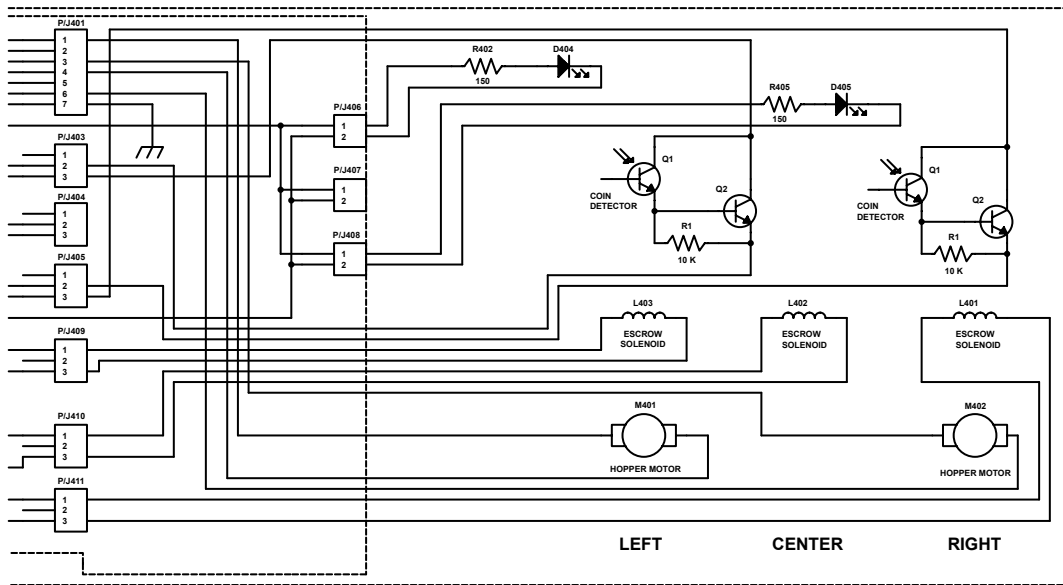 P/J401
1
2
3
4
5
6
7
P/J403
1
2
3
P/J404
1
2
3
P/J405
1
2
3
P/J409
1
2
3
P/J410
1
2
3
P/J411
1
2
3
P/J406
1
2
P/J407
1
2
P/J408
1
2
R402
150
D404
R405
150
D405
Q1
COIN
DETECTOR
Q2
R1
10 K
Q1
COIN
DETECTOR
Q2
R1
10 K
L403
ESCROW
SOLENOID
L402
ESCROW
SOLENOID
L401
ESCROW
SOLENOID
M401
HOPPER MOTOR
M402
HOPPER MOTOR
LEFT
CENTER
RIGHT